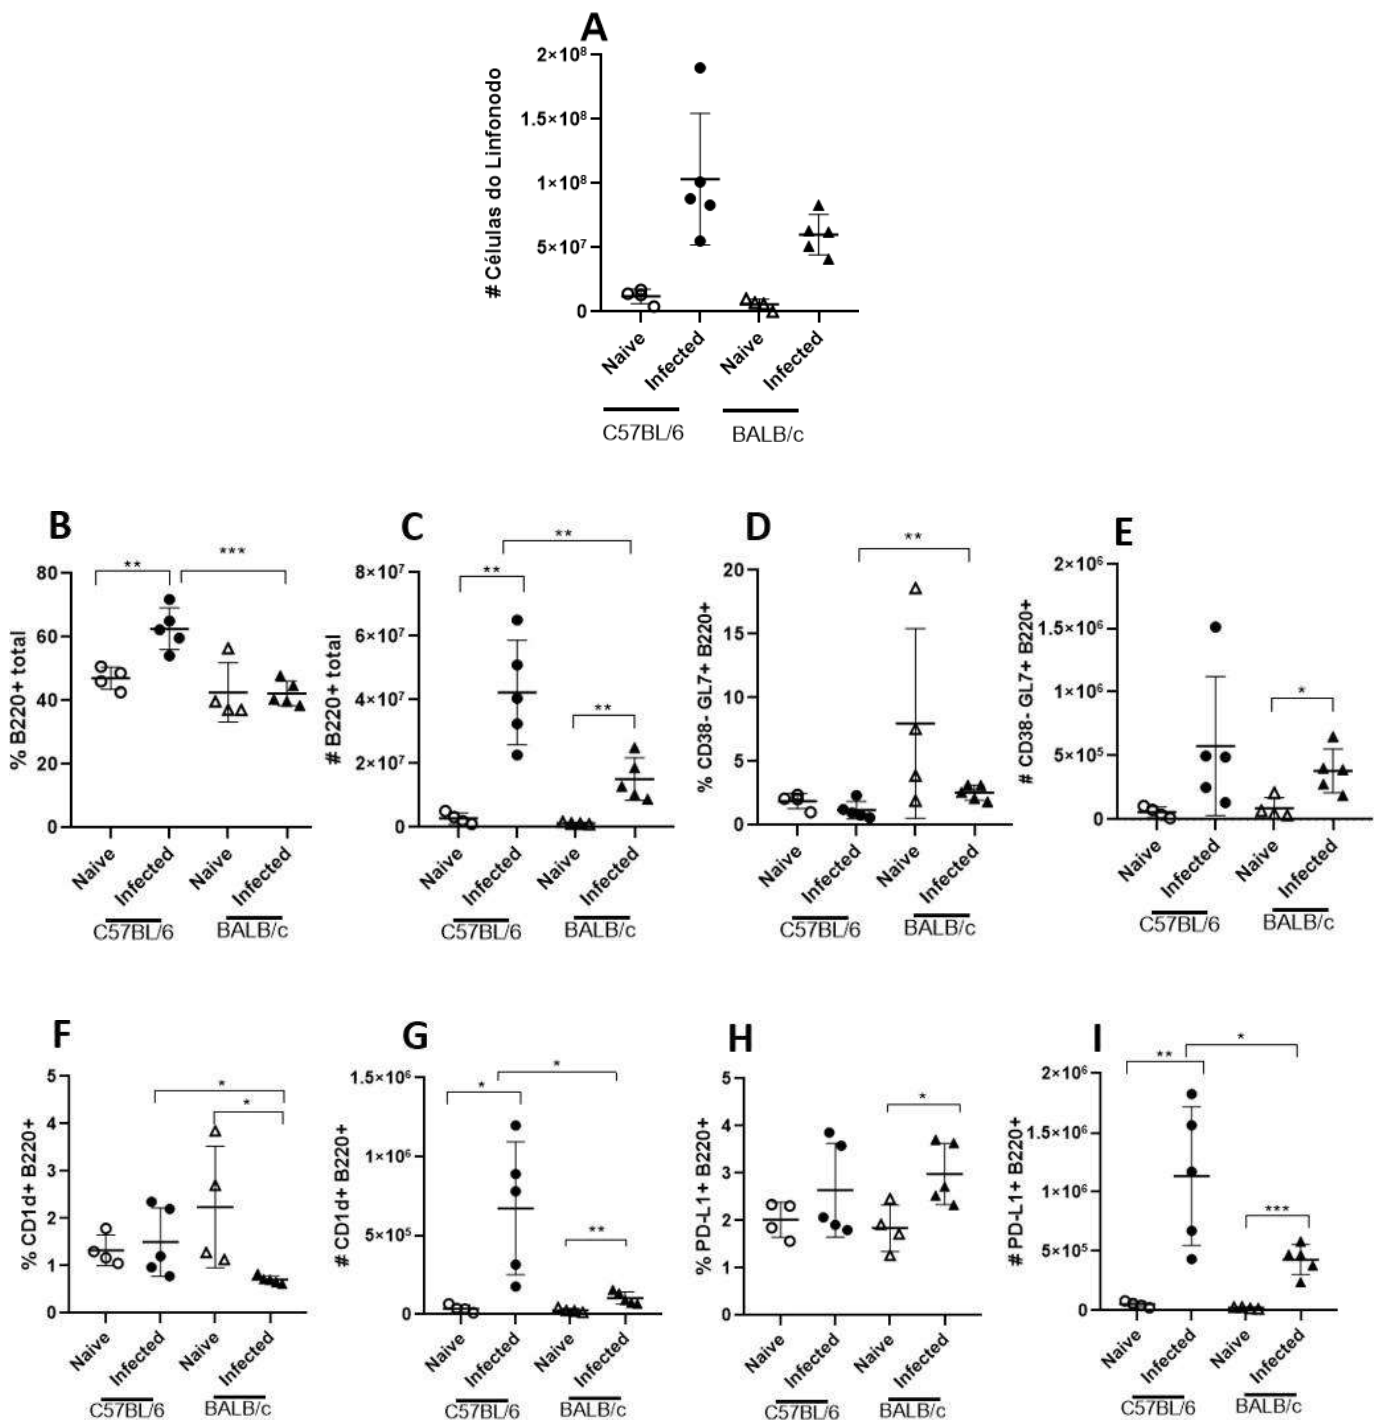 A
# Células do Linfonodo
2×10⁸
1.5×10⁸
1×10⁸
5×10⁷
0
Naive
Infected
Naive
Infected
C57BL/6
BALB/c
B
% B220+ total
80
60
40
20
0
**
***
Naive
Infected
Naive
Infected
C57BL/6
BALB/c
C
# B220+ total
8×10⁷
6×10⁷
4×10⁷
2×10⁷
0
**
**
**
Naive
Infected
Naive
Infected
C57BL/6
BALB/c
D
% CD38- GL7+ B220+
20
15
10
5
0
**
Naive
Infected
Naive
Infected
C57BL/6
BALB/c
E
# CD38- GL7+ B220+
2×10⁶
1.5×10⁶
1×10⁶
5×10⁵
0
*
Naive
Infected
Naive
Infected
C57BL/6
BALB/c
F
% CD1d+ B220+
5
4
3
2
1
0
*
*
Naive
Infected
Naive
Infected
C57BL/6
BALB/c
G
# CD1d+ B220+
1.5×10⁶
1×10⁶
5×10⁵
0
*
*
**
Naive
Infected
Naive
Infected
C57BL/6
BALB/c
H
% PD-L1+ B220+
5
4
3
2
1
0
*
Naive
Infected
Naive
Infected
C57BL/6
BALB/c
I
# PD-L1+ B220+
2×10⁶
1.5×10⁶
1×10⁶
5×10⁵
0
*
**
***
Naive
Infected
Naive
Infected
C57BL/6
BALB/c